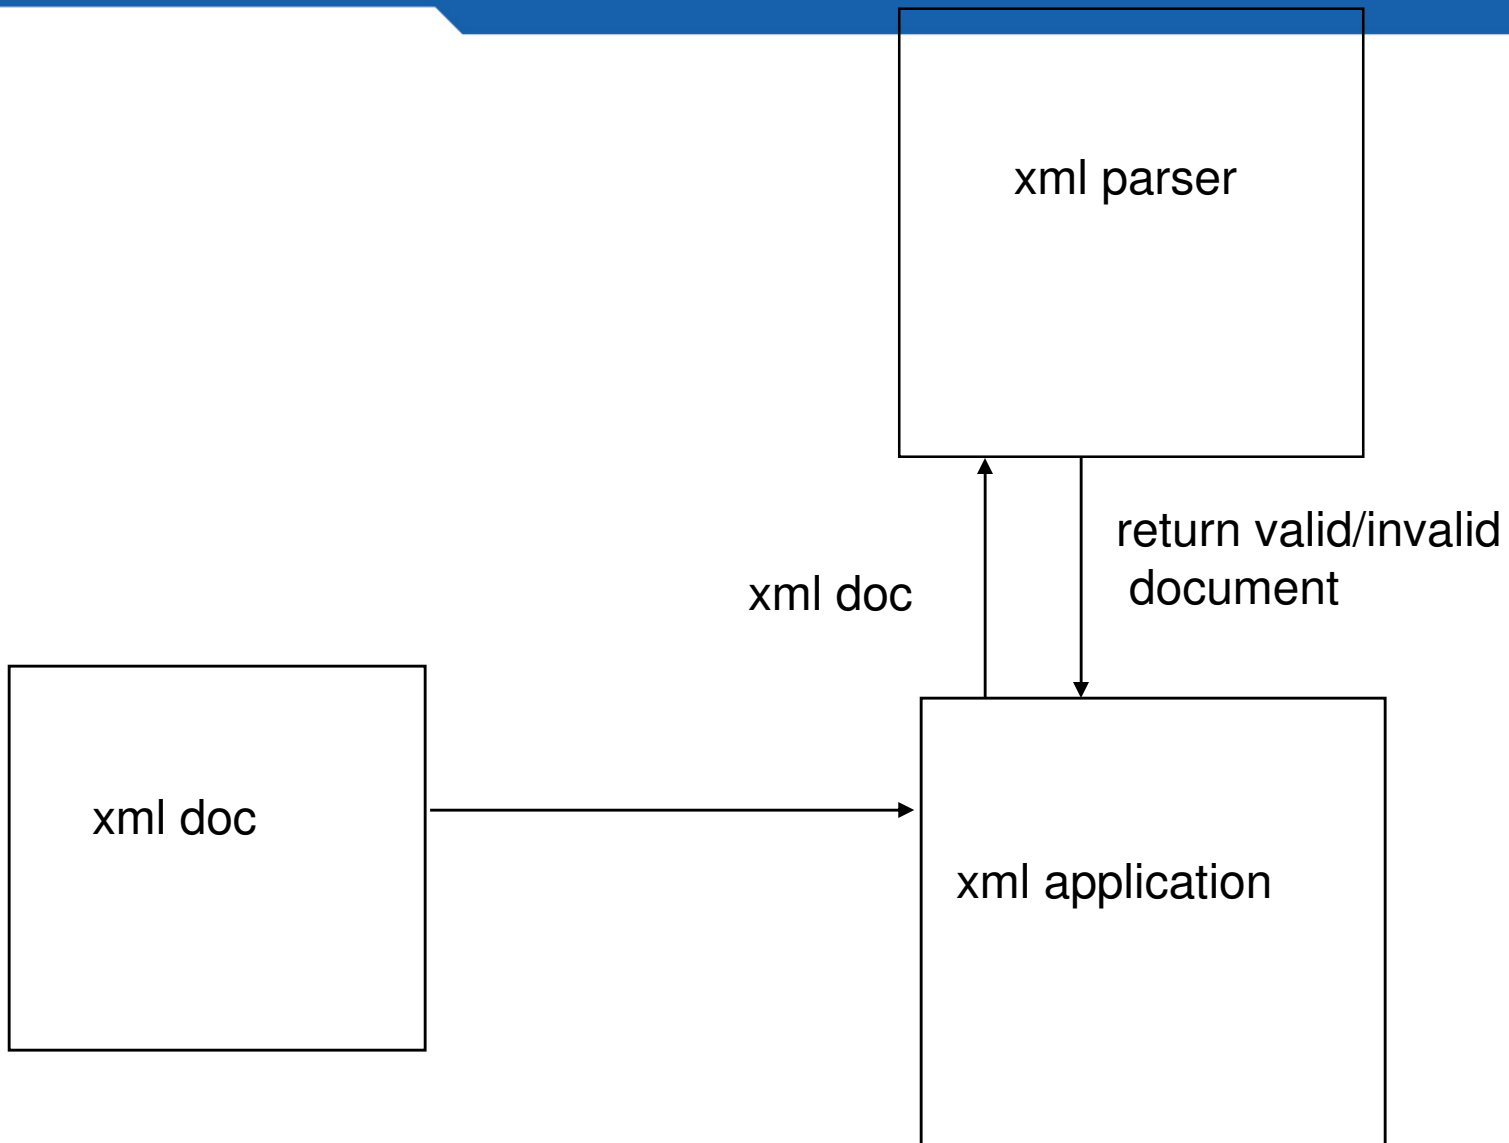 xml parser
return valid/invalid
document
xml doc
xml doc
xml application